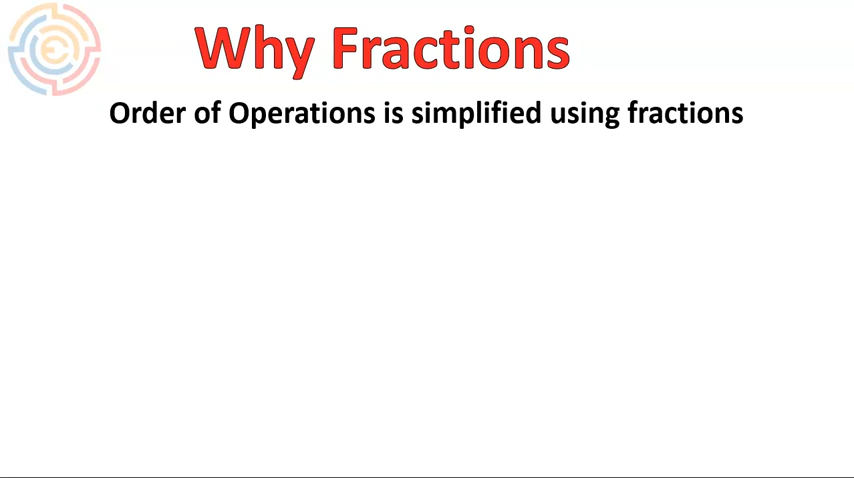 Why Fractions
Order of Operations is simplified using fractions